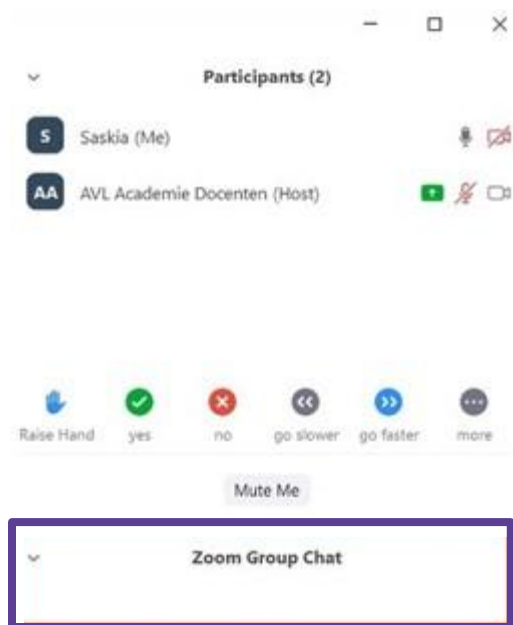 Participants (2)
S Saskia (Me)
AA AVL Academie Docenten (Host)
Raise Hand yes no go slower go faster more
Mute Me
Zoom Group Chat